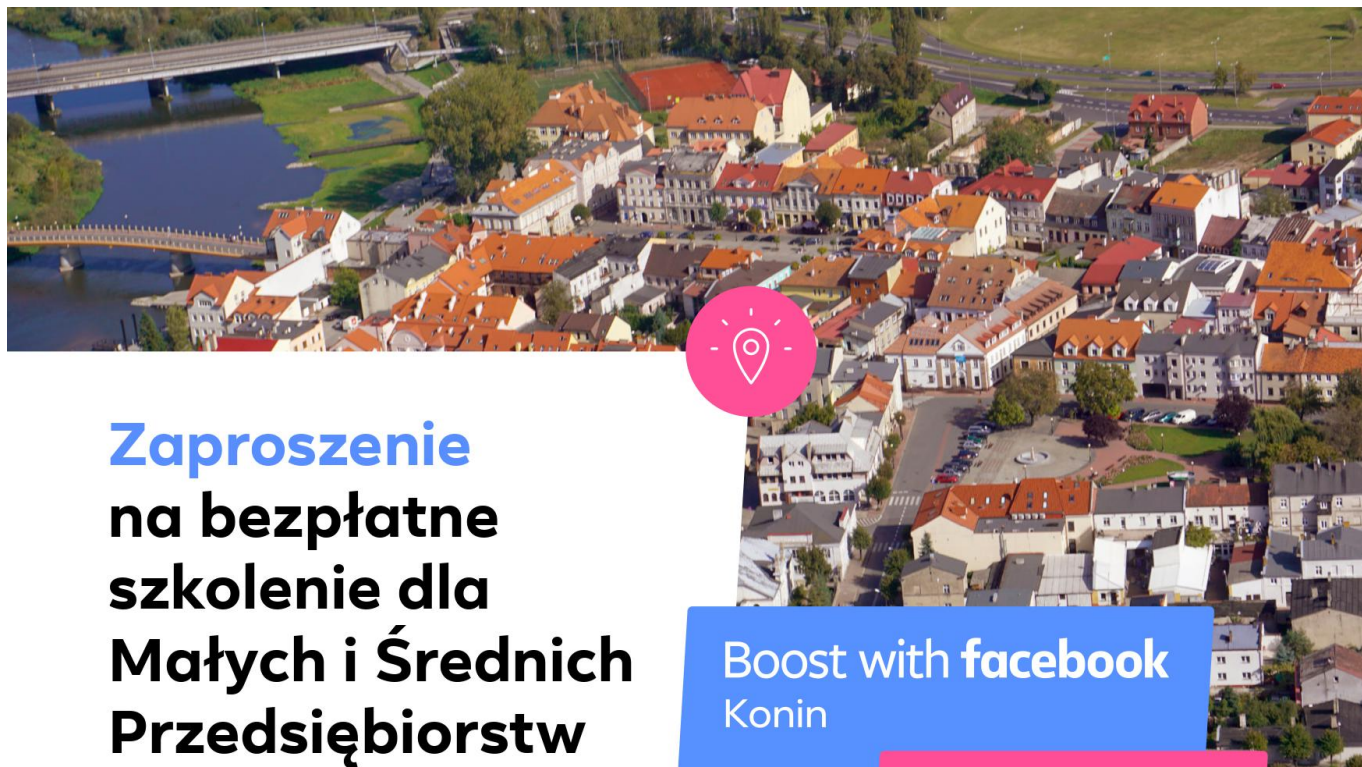 Zaproszenie
na bezpłatne
szkolenie dla
Małych i Średnich
Przedsiębiorstw
Boost with facebook
Konin